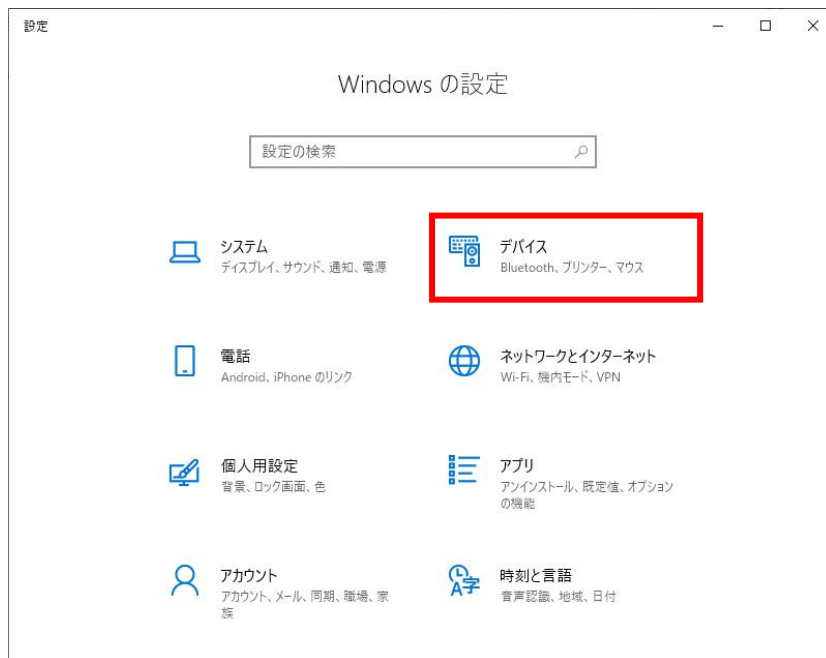 設定
Windows の設定
設定の検索
システム
ディスプレイ、サウンド、通知、電源
デバイス
Bluetooth、プリンター、マウス
電話
Android、iPhone のリンク
ネットワークとインターネット
Wi-Fi、機内モード、VPN
個人用設定
背景、ロック画面、色
アプリ
アンインストール、既定値、オプション
の機能
アカウント
アカウント、メール、同期、職場、家
族
時刻と言語
音声認識、地域、日付